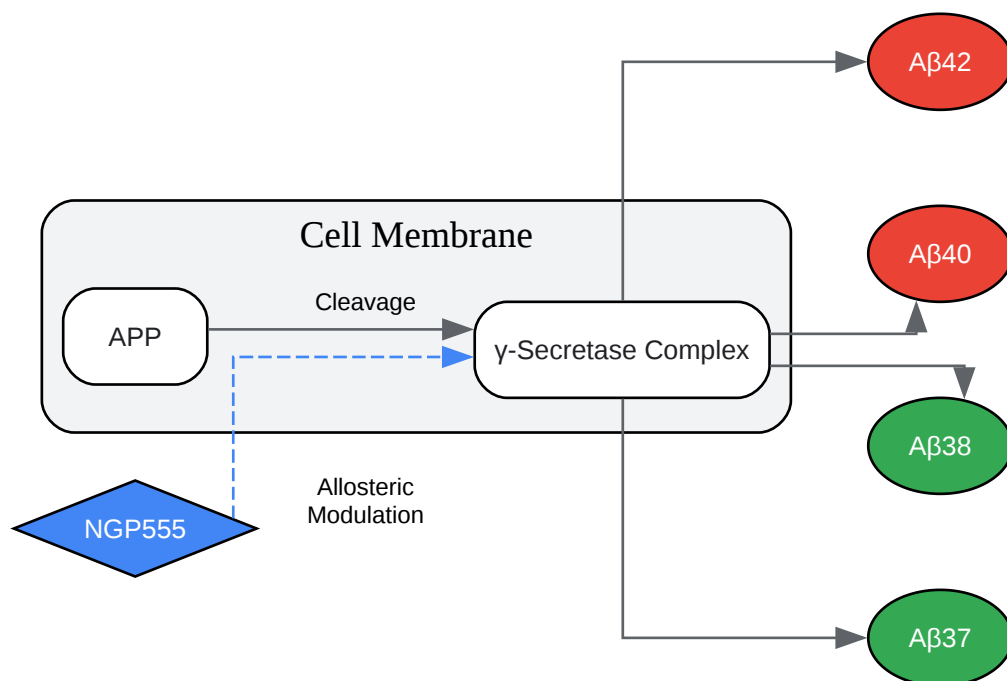 Aβ42
Cell Membrane
Aβ40
Cleavage
APP
γ-Secretase Complex
Aβ38
Allosteric
Modulation
NGP555
Aβ37